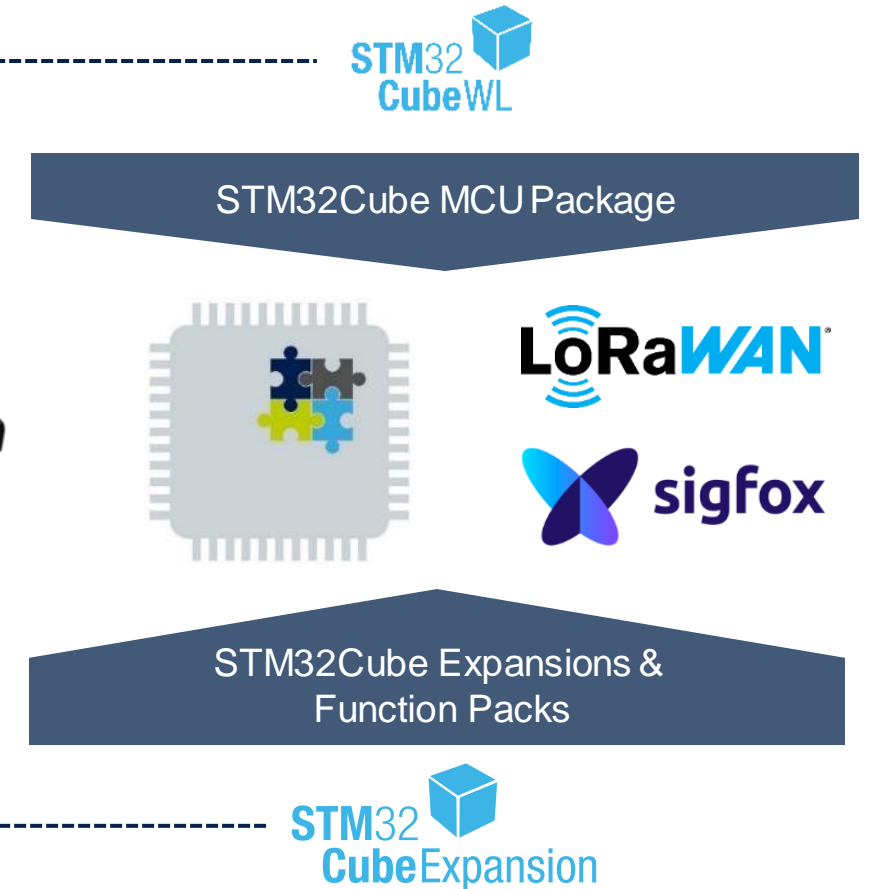 STM32
CubeWL
STM32Cube MCU Package
LoRaWAN®
sigfox
STM32Cube Expansions &
Function Packs
STM32
CubeExpansion